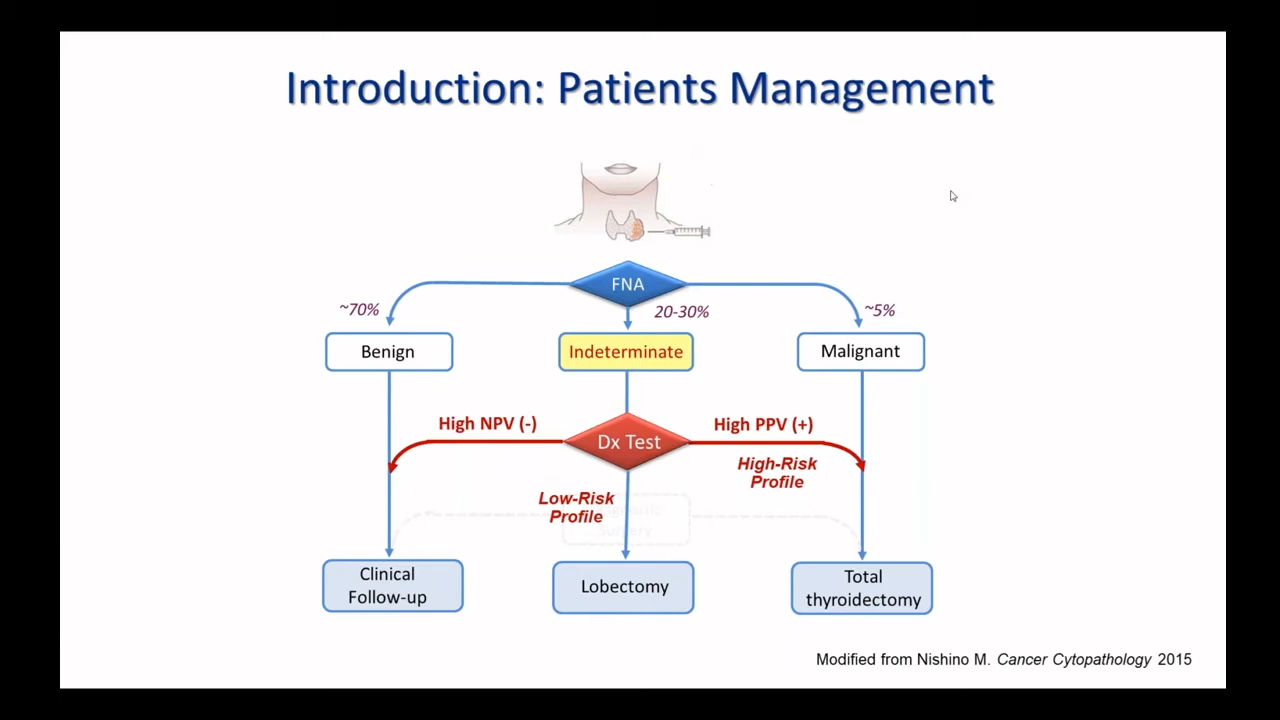 Introduction: Patients Management
FNA
~70%
20-30%
~5%
Benign
Indeterminate
Malignant
High NPV (-)
Dx Test
High PPV (+)
High-Risk
Profile
Low-Risk
Profile
Clinical
Follow-up
Lobectomy
Total
thyroidectomy
Modified from Nishino M. Cancer Cytopathology 2015